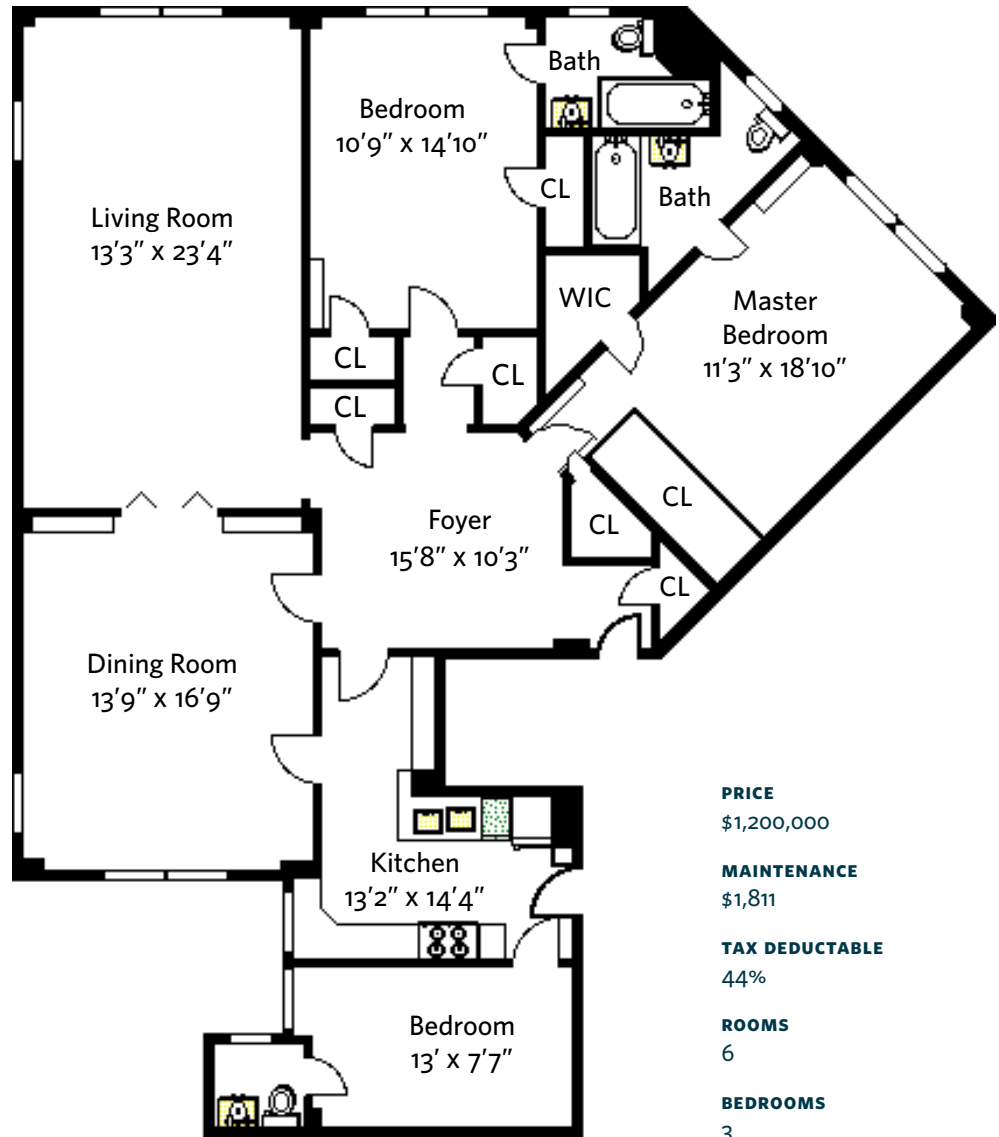 Bath
Bedroom
10'9" x 14'10"
Living Room
13'3" x 23'4"
CL
Bath
WIC
Master
Bedroom
11'3" x 18'10"
CL
CL
CL
CL
CL
Foyer
15'8" x 10'3"
CL
Dining Room
13'9" x 16'9"
Kitchen
13'2" x 14'4"
Bedroom
13' x 7'7"
PRICE
$1,200,000
MAINTENANCE
$1,811
TAX DEDUCTABLE
44%
ROOMS
6
BEDROOMS
3